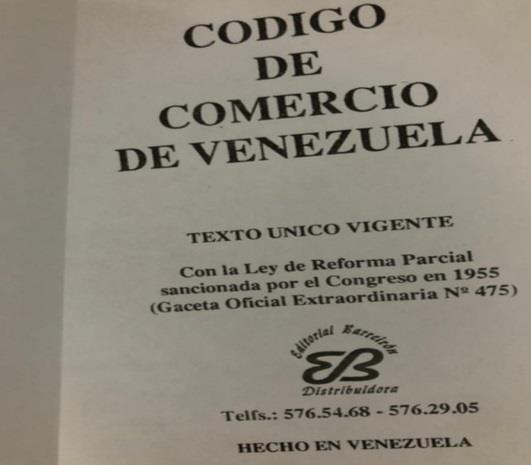 CODIGO
DE
COMERCIO
DE VENEZUELA
TEXTO UNICO VIGENTE
Con la Ley de Reforma Parcial
sancionada por el Congreso en 1955
(Gaceta Oficial Extraordinaria Nº 475)
Editorial Barreirón
EB
Distribuidora
Telfs.: 576.54.68 - 576.29.05
HECHO EN VENEZUELA